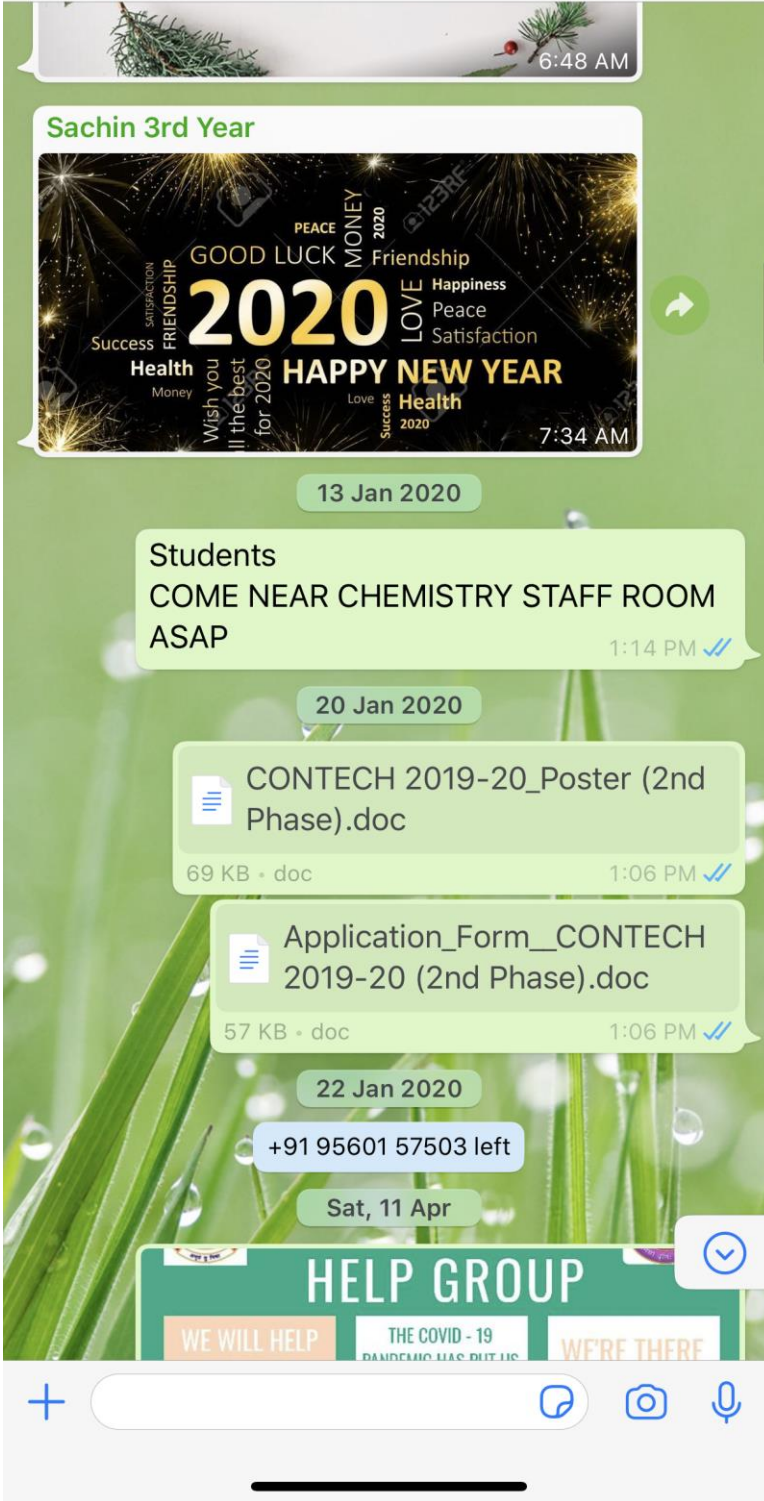 6:48 AM
Sachin 3rd Year
123RF
PEACE
MONEY
2020
GOOD LUCK
Friendship
SATISFACTION
FRIENDSHIP
2020
LOVE
Happiness
Peace
Satisfaction
Success
Health
Money
Wish you
all the best
for 2020
HAPPY NEW YEAR
Love
Success
Health
2020
7:34 AM
13 Jan 2020
Students
COME NEAR CHEMISTRY STAFF ROOM
ASAP
1:14 PM
20 Jan 2020
CONTECH 2019-20_Poster (2nd
Phase).doc
69 KB • doc 1:06 PM
Application_Form__CONTECH
2019-20 (2nd Phase).doc
57 KB • doc 1:06 PM
22 Jan 2020
+91 95601 57503 left
Sat, 11 Apr
HELP GROUP
WE WILL HELP
THE COVID - 19
PANDEMIC HAS PUT US
WE'RE THERE